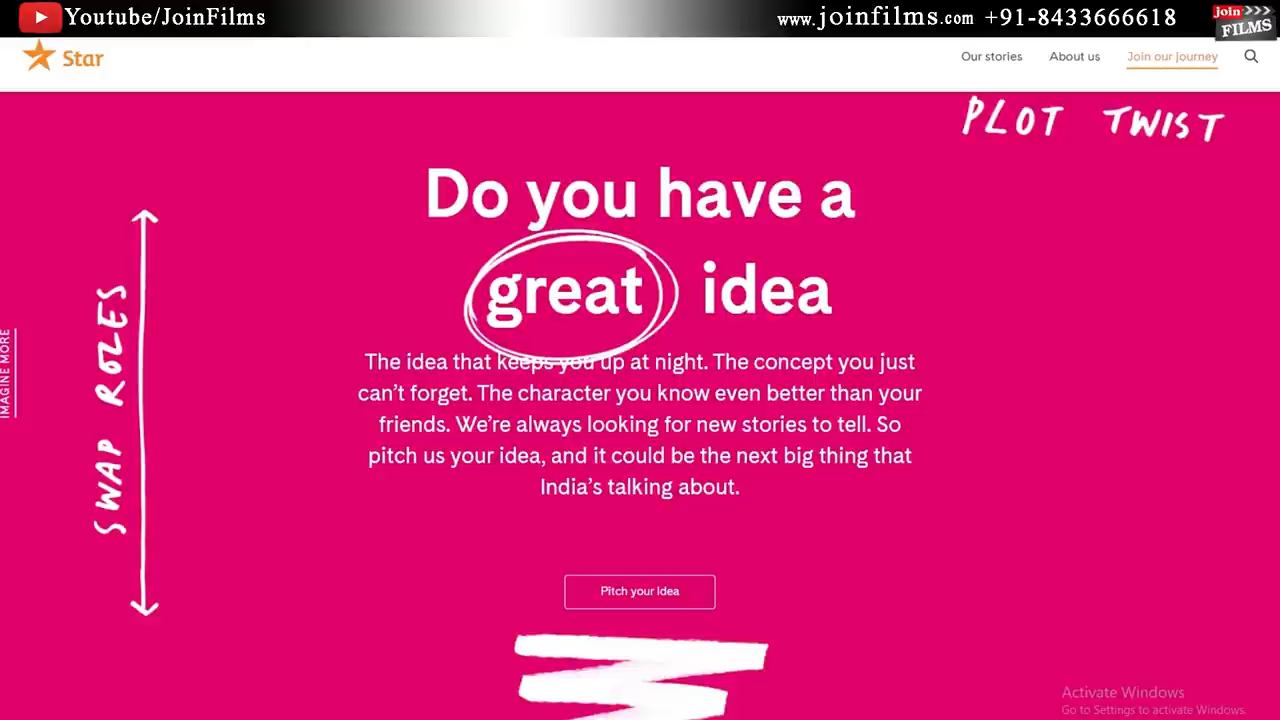 Youtube/JoinFilms
www.joinfilms.com +91-8433666618
join
FILMS
Star
Our stories
About us
Join our journey
PLOT TWIST
Do you have a
great idea
The idea that keeps you up at night. The concept you just
can't forget. The character you know even better than your
friends. We're always looking for new stories to tell. So
pitch us your idea, and it could be the next big thing that
India's talking about.
SWAP ROLES
IMAGINE MORE
Pitch your Idea
Activate Windows
Go to Settings to activate Windows.